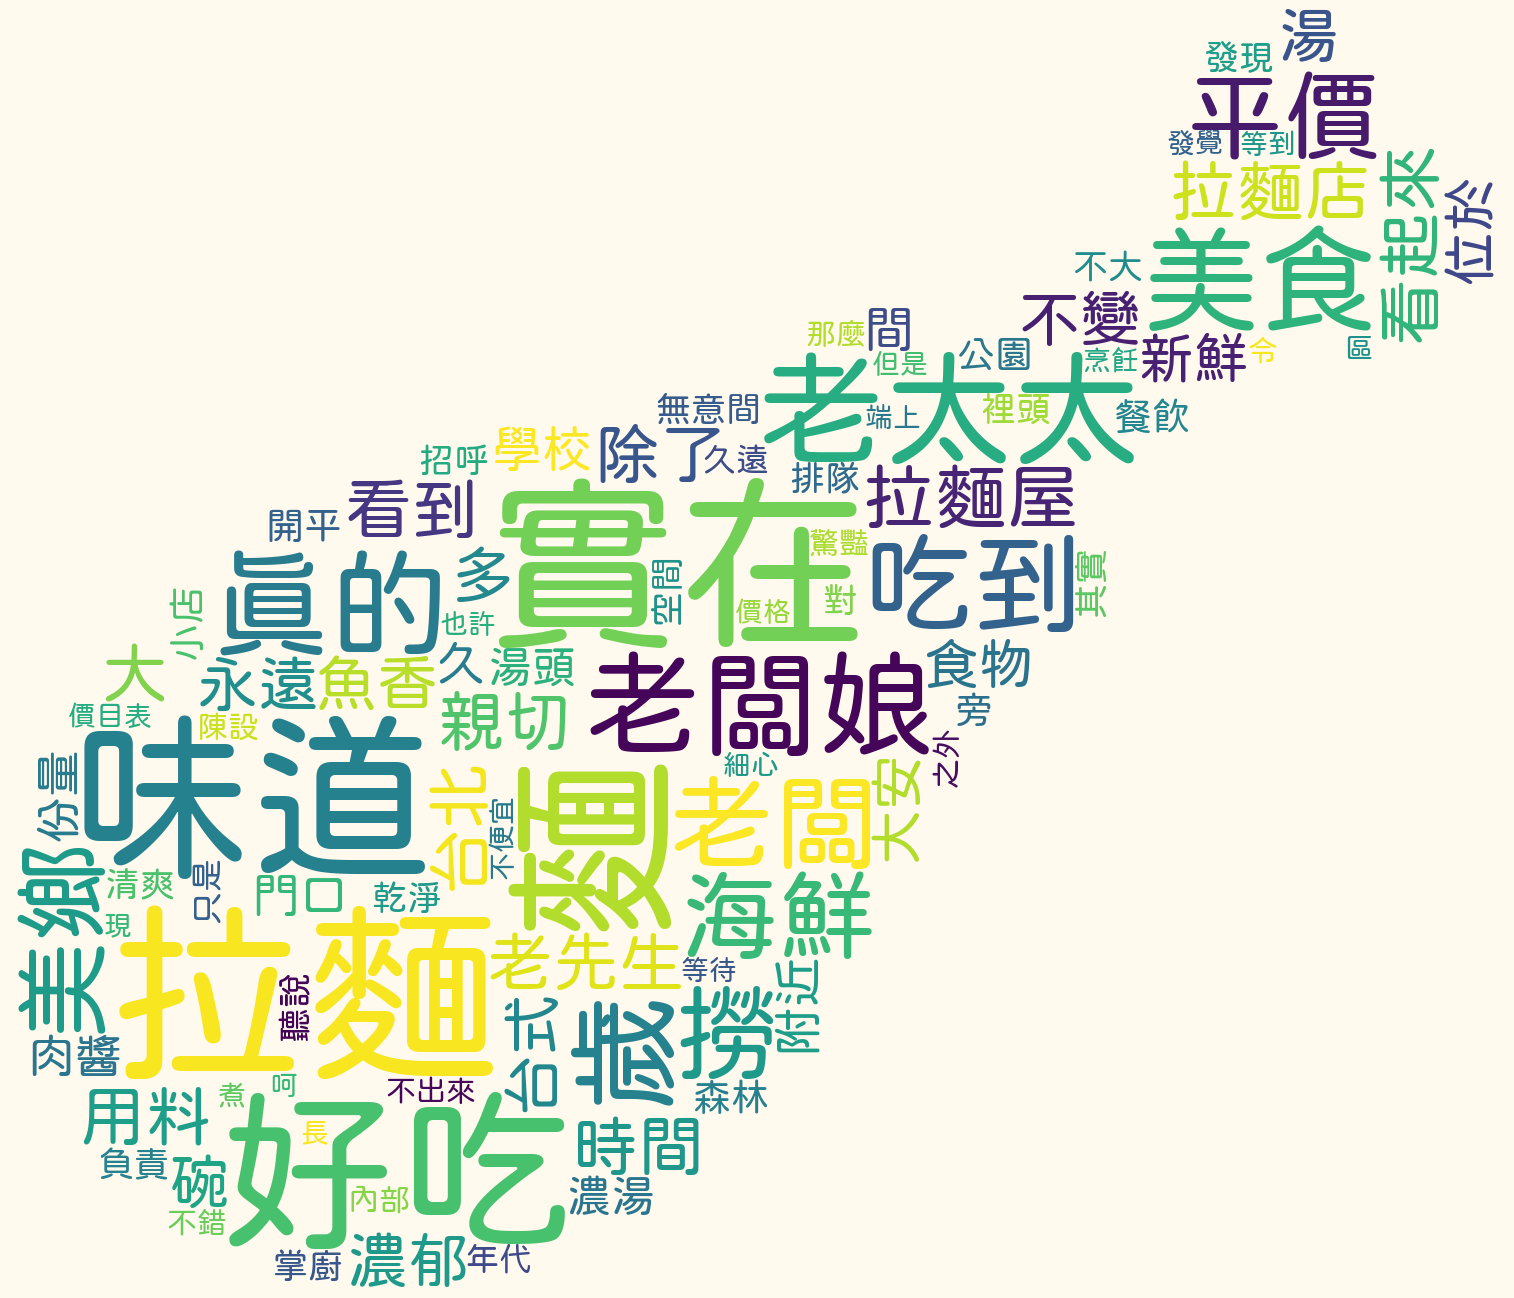 湯
發現
平價
發覺
等到
拉麵店
看起來
位於
不大
美食
不變
那麼
間
公園
烹飪
新鮮
令
區
但是
老太太
無意間
端上
裡頭
餐飲
招呼
學校
除了
久遠
排隊
拉麵屋
看到
開平
實在
驚豔
吃到
真的
多
空間
價格
對
其實
小店
也許
大
永遠
魚香
久
湯頭
老闆娘
食物
旁
價目表
陳設
親切
之外
味道
份量
台北
不便宜
麵
細心
老闆
大安
美鄉
清爽
只是
門口
乾淨
海鮮
現
拉麵
老先生
等待
聽說
台式
歲
撈
附近
肉醬
煮
呵
不出來
森林
用料
好吃
長
時間
負責
碗
內部
濃湯
不錯
掌廚
濃郁
年代